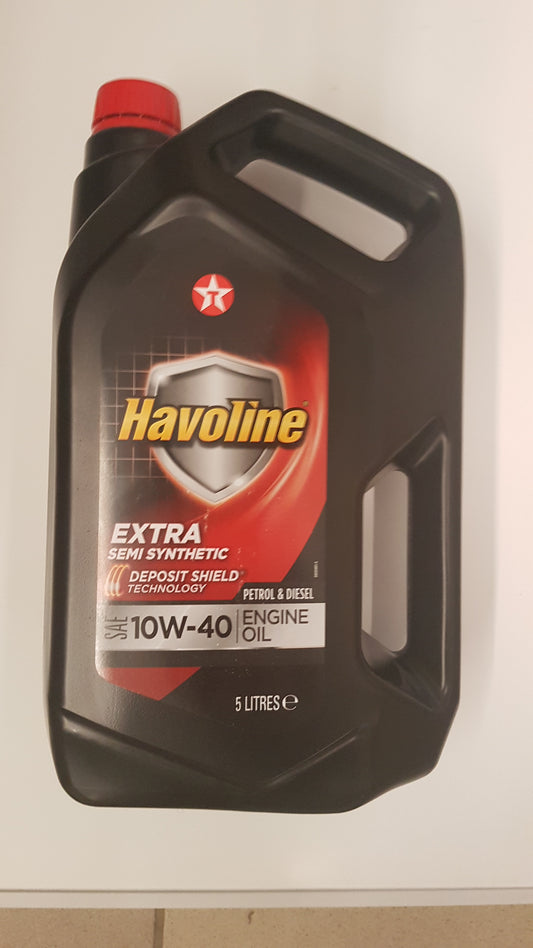 T
Havoline
EXTRA
SEMI SYNTHETIC
DEPOSIT SHIELD
TECHNOLOGY
PETROL & DIESEL
SAE 10W-40 ENGINE
OIL
5 LITRES ℮